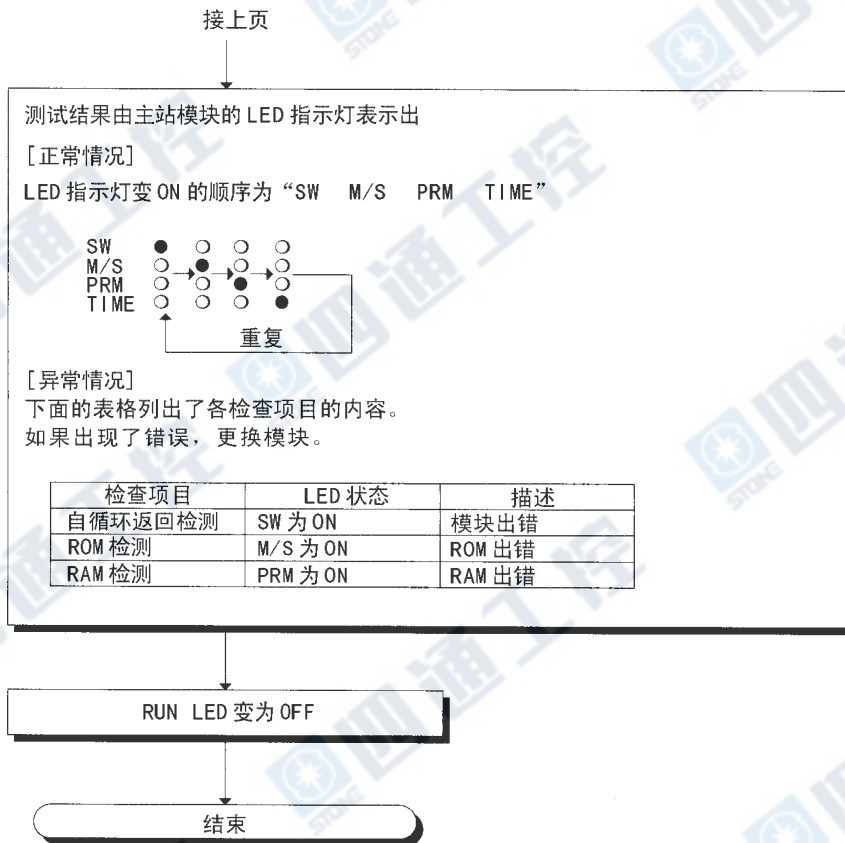 接上页
测试结果由主站模块的 LED 指示灯表示出
[正常情况]
LED 指示灯变 ON 的顺序为“SW M/S PRM TIME”
SW
M/S
PRM
TIME
重复
[异常情况]
下面的表格列出了各检查项目的内容。
如果出现了错误，更换模块。
检查项目 LED 状态 描述
自循环返回检测 SW 为 ON 模块出错
ROM 检测 M/S 为 ON ROM 出错
RAM 检测 PRM 为 ON RAM 出错
RUN LED 变为 OFF
结束
四通工控
STONE